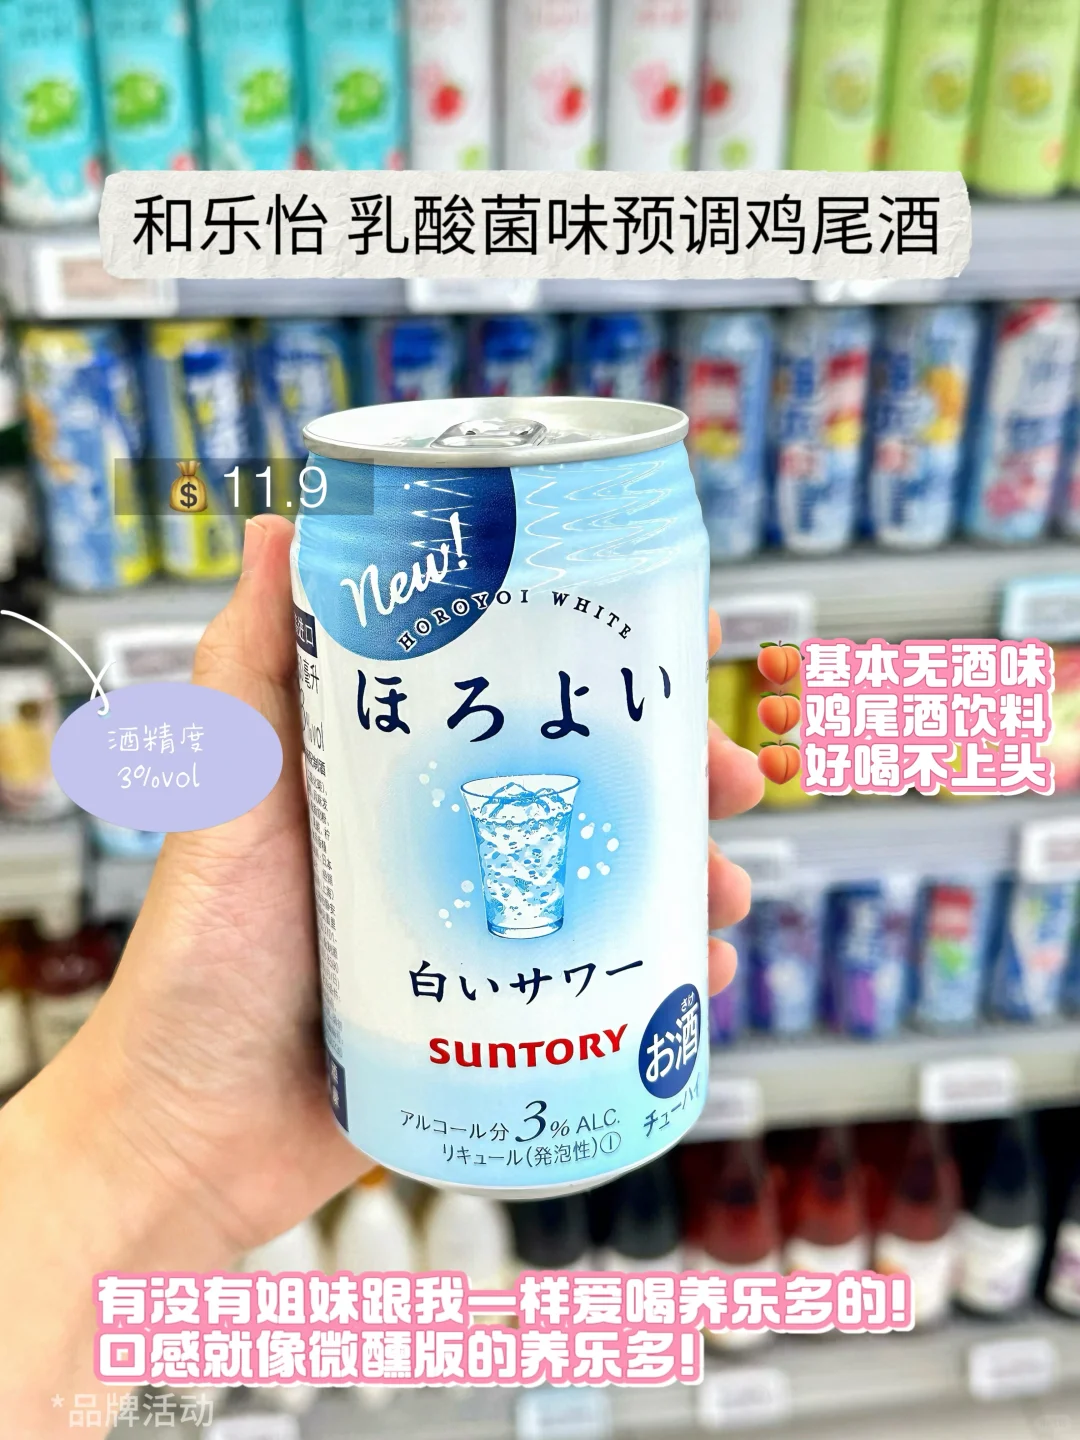 和乐怡 乳酸菌味预调鸡尾酒
💰11.9
New!
HOROYOI WHITE
ほろよい
酒精度
3%vol
🍑基本无酒味
🍑鸡尾酒饮料
🍑好喝不上头
白いサワー
SUNTORY
さけ
お酒
チューハイ
アルコール分3%ALC.
リキュール(発泡性)①
有没有姐妹跟我一样爱喝养乐多的!
口感就像微醺版的养乐多!
*品牌活动